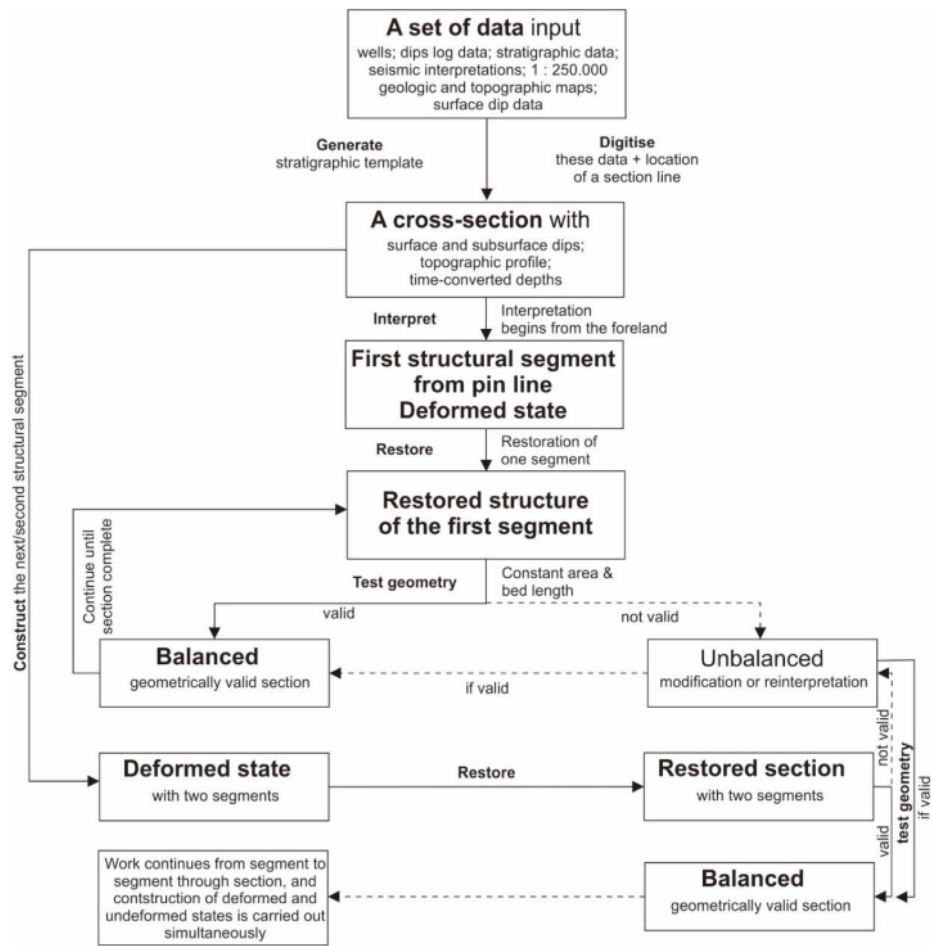 A set of data input
wells; dips log data; stratigraphic data;
seismic interpretations; 1 : 250.000
geologic and topographic maps;
surface dip data
Generate
stratigraphic template
Digitise
these data + location
of a section line
A cross-section with
surface and subsurface dips;
topographic profile;
time-converted depths
Interpret
Interpretation
begins from the foreland
First structural segment
from pin line
Deformed state
Restore
Restoration of
one segment
Restored structure
of the first segment
Construct the next/second structural segment
Continue until
section complete
Test geometry
Constant area &
bed length
valid
not valid
Balanced
geometrically valid section
if valid
Unbalanced
modification or reinterpretation
not valid
test geometry
if valid
Deformed state
with two segments
Restore
Restored section
with two segments
valid
Work continues from segment to
segment through section, and
contstruction of deformed and
undeformed states is carried out
simultaneously
Balanced
geometrically valid section